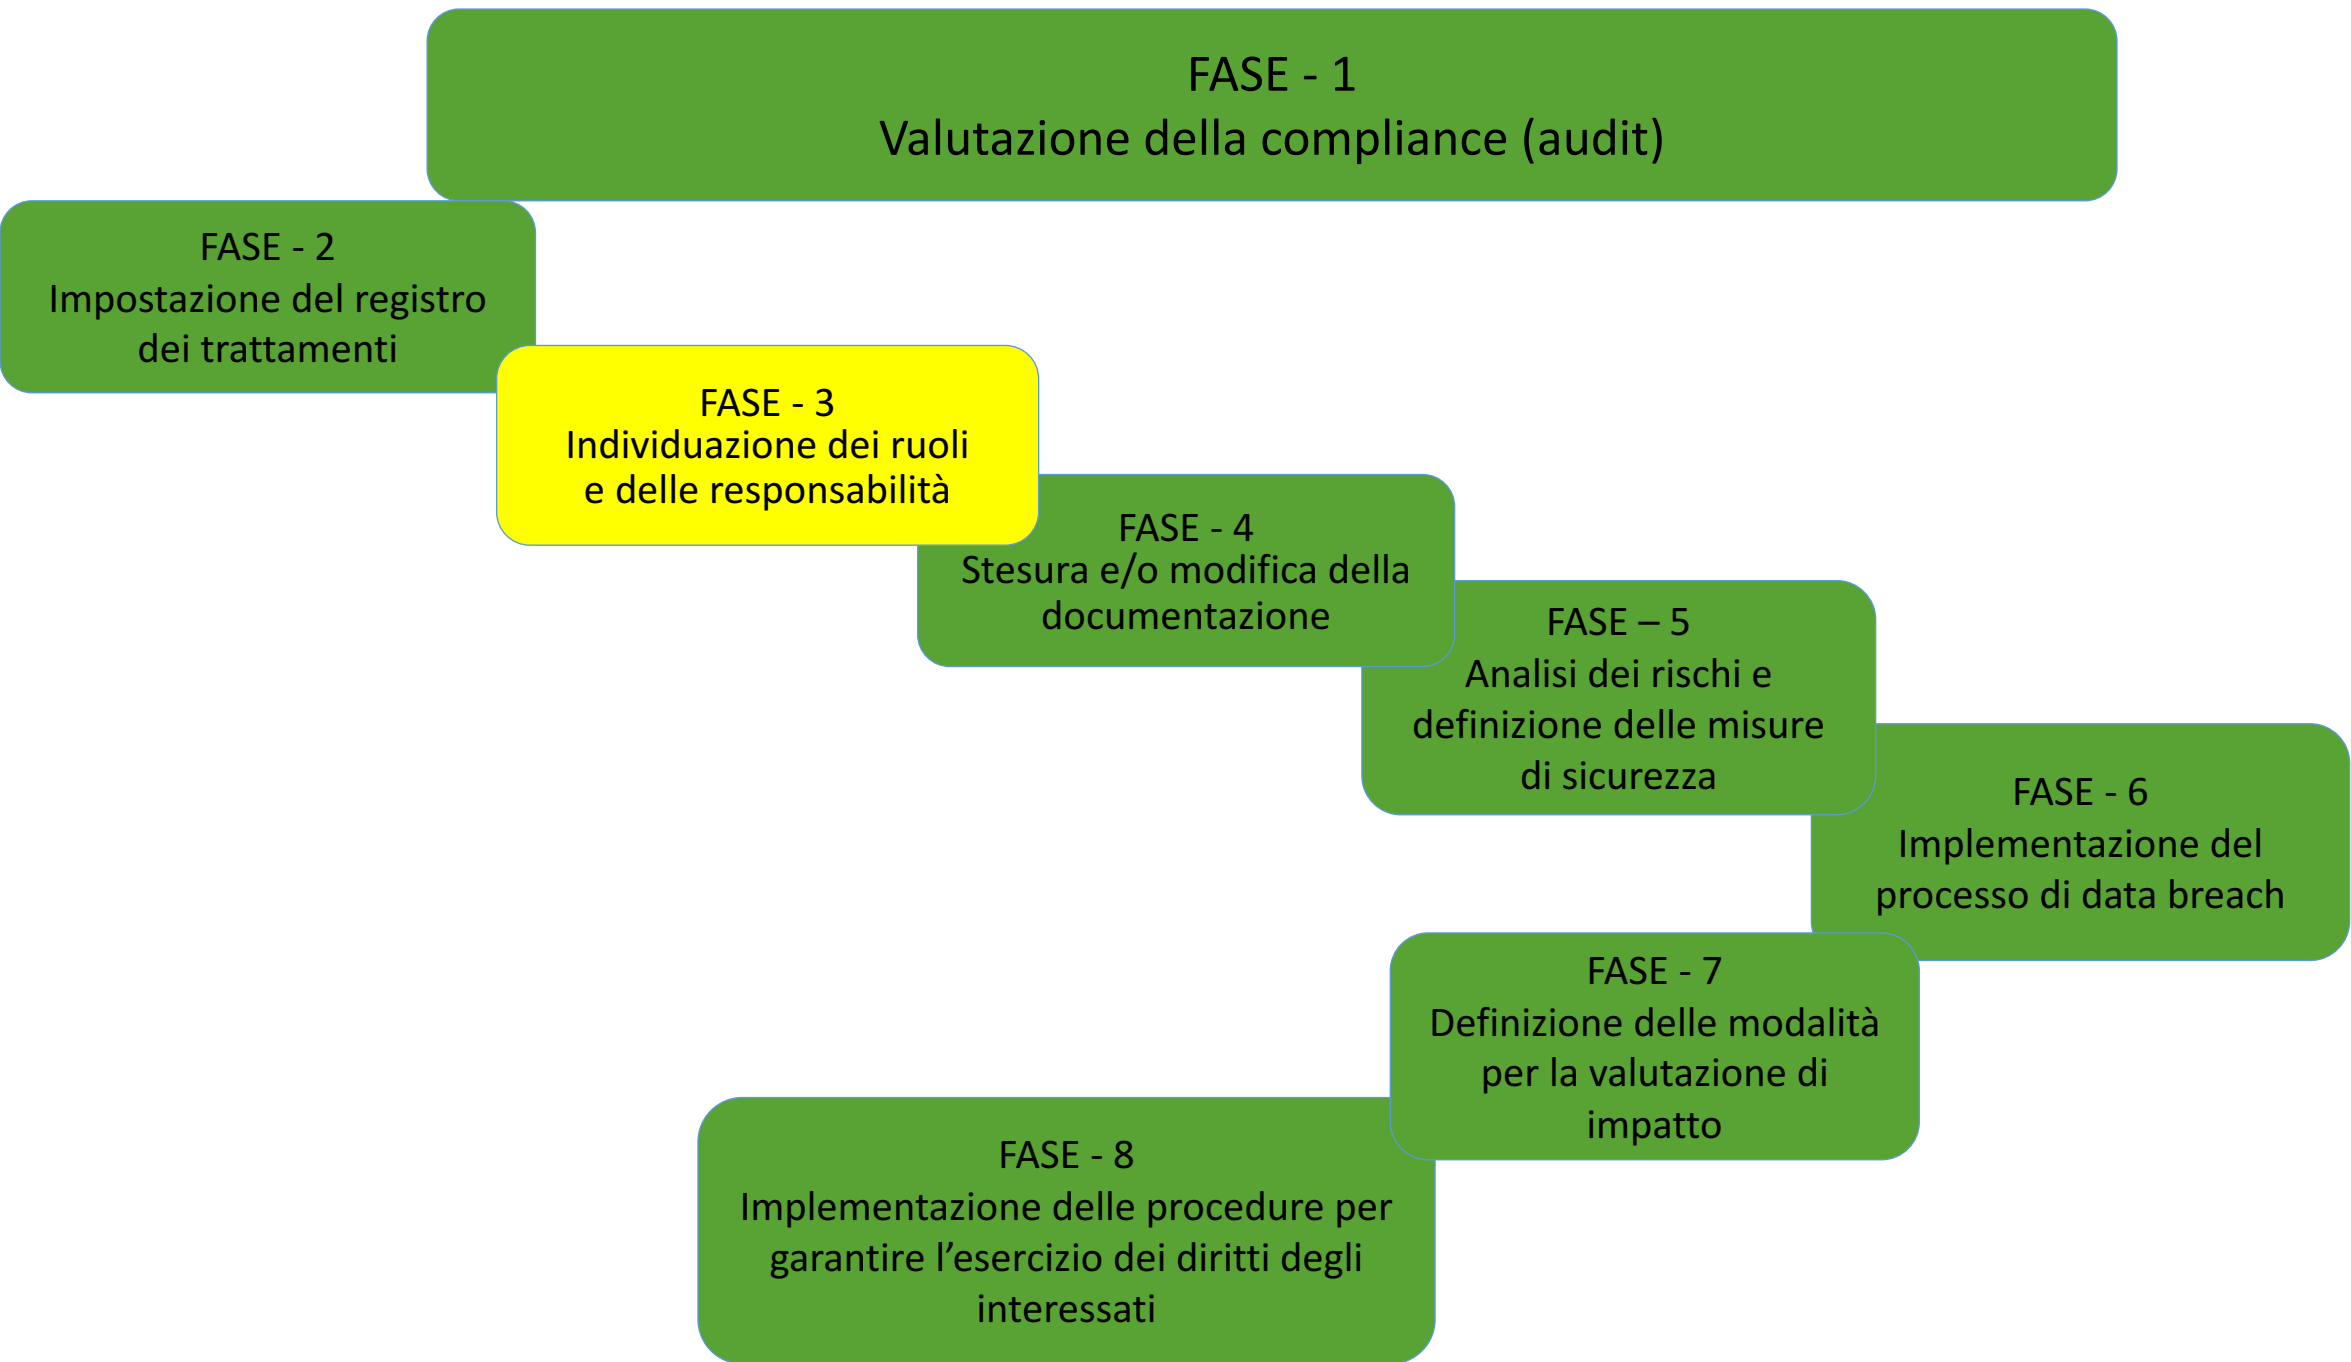 FASE - 1
Valutazione della compliance (audit)
FASE - 2
Impostazione del registro
dei trattamenti
FASE - 3
Individuazione dei ruoli
e delle responsabilità
FASE - 4
Stesura e/o modifica della
documentazione
FASE – 5
Analisi dei rischi e
definizione delle misure
di sicurezza
FASE - 6
Implementazione del
processo di data breach
FASE - 7
Definizione delle modalità
per la valutazione di
impatto
FASE - 8
Implementazione delle procedure per
garantire l’esercizio dei diritti degli
interessati